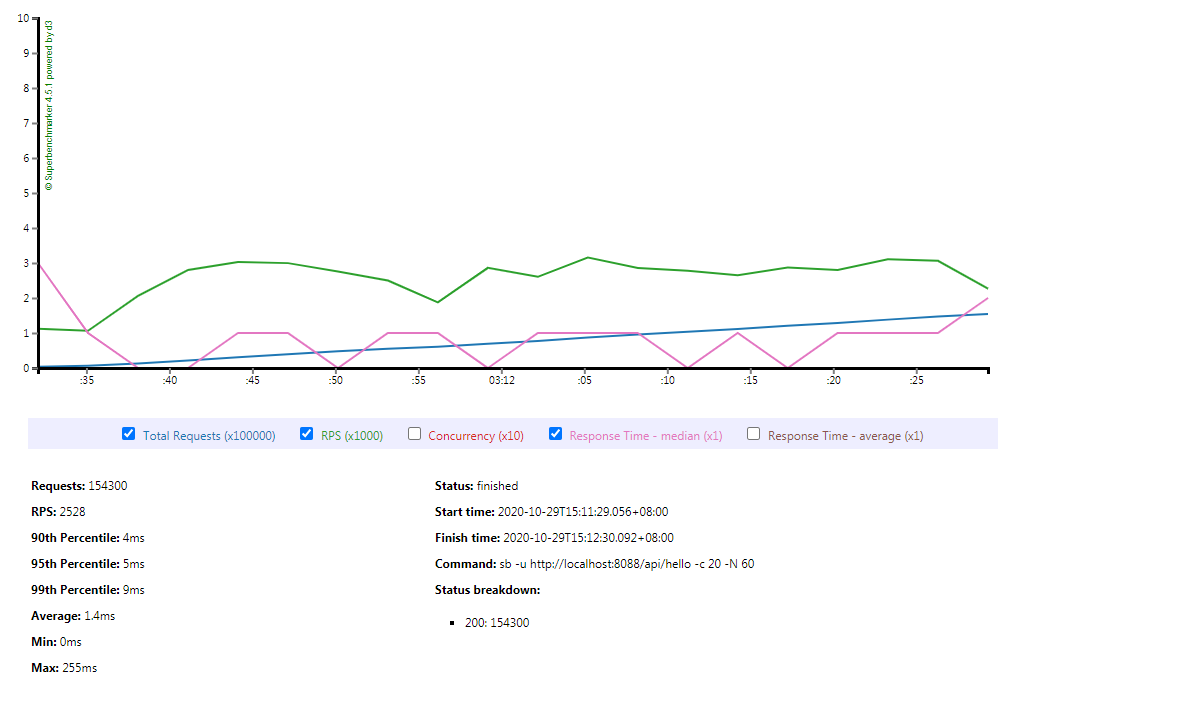 10
9
8
7
6
5
4
3
2
1
0
© Superbenchmarker 4.5.1 powered by d3
:35 :40 :45 :50 :55 03:12 :05 :10 :15 :20 :25
Total Requests (x100000) RPS (x1000) Concurrency (x10) Response Time - median (x1) Response Time - average (x1)
Requests: 154300
RPS: 2528
90th Percentile: 4ms
95th Percentile: 5ms
99th Percentile: 9ms
Average: 1.4ms
Min: 0ms
Max: 255ms
Status: finished
Start time: 2020-10-29T15:11:29.056+08:00
Finish time: 2020-10-29T15:12:30.092+08:00
Command: sb -u http://localhost:8088/api/hello -c 20 -N 60
Status breakdown:
200: 154300